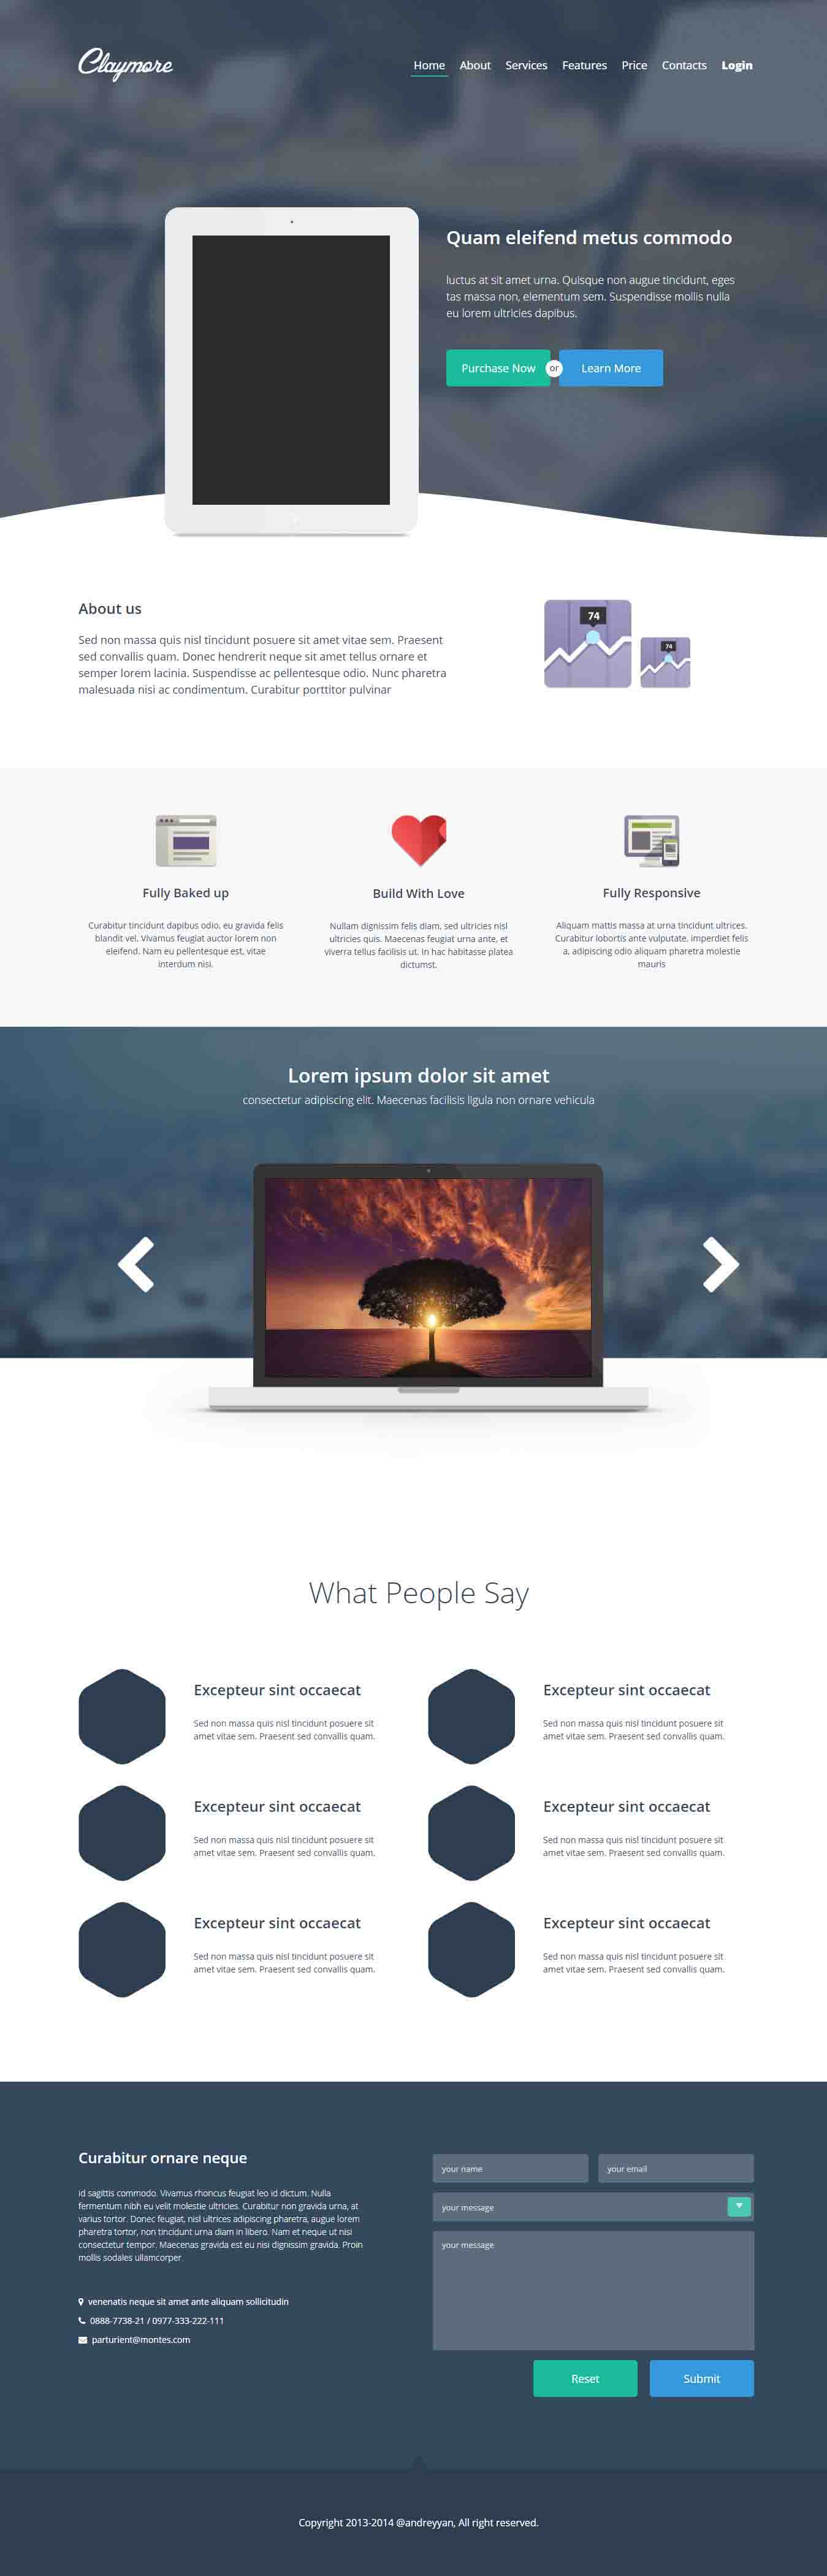 Claymore
Home About Services Features Price Contacts Login
Quam eleifend metus commodo
luctus at sit amet urna. Quisque non augue tincidunt, eges
tas massa non, elementum sem. Suspendisse mollis nulla
eu lorem ultricies dapibus.
Purchase Now or Learn More
About us
Sed non massa quis nisl tincidunt posuere sit amet vitae sem. Praesent
sed convallis quam. Donec hendrerit neque sit amet tellus ornare et
semper lorem lacinia. Suspendisse ac pellentesque odio. Nunc pharetra
malesuada nisi ac condimentum. Curabitur porttitor pulvinar
74
74
Fully Baked up
Curabitur tincidunt dapibus odio, eu gravida felis
blandit vel. Vivamus feugiat auctor lorem non
eleifend. Nam eu pellentesque est, vitae
interdum nisi.
Build With Love
Nullam dignissim felis diam, sed ultricies nisl
ultricies quis. Maecenas feugiat urna ante, et
viverra tellus facilisis ut. In hac habitasse platea
dictumst.
Fully Responsive
Aliquam mattis massa at urna tincidunt ultrices.
Curabitur lobortis ante vulputate, imperdiet felis
a, adipiscing odio aliquam pharetra molestie
mauris
Lorem ipsum dolor sit amet
consectetur adipiscing elit. Maecenas facilisis ligula non ornare vehicula
What People Say
Excepteur sint occaecat
Sed non massa quis nisl tincidunt posuere sit
amet vitae sem. Praesent sed convallis quam.
Excepteur sint occaecat
Sed non massa quis nisl tincidunt posuere sit
amet vitae sem. Praesent sed convallis quam.
Excepteur sint occaecat
Sed non massa quis nisl tincidunt posuere sit
amet vitae sem. Praesent sed convallis quam.
Excepteur sint occaecat
Sed non massa quis nisl tincidunt posuere sit
amet vitae sem. Praesent sed convallis quam.
Excepteur sint occaecat
Sed non massa quis nisl tincidunt posuere sit
amet vitae sem. Praesent sed convallis quam.
Excepteur sint occaecat
Sed non massa quis nisl tincidunt posuere sit
amet vitae sem. Praesent sed convallis quam.
Curabitur ornare neque
id sagittis commodo. Vivamus rhoncus feugiat leo id dictum. Nulla
fermentum nibh eu velit molestie ultricies. Curabitur non gravida urna, at
varius tortor. Donec feugiat, nisl ultrices adipiscing pharetra, augue lorem
pharetra tortor, non tincidunt urna diam in libero. Nam et neque ut nisi
consectetur tempor. Maecenas gravida est eu nisi dignissim gravida. Proin
mollis sodales ullamcorper.
venenatis neque sit amet ante aliquam sollicitudin
0888-7738-21 / 0977-333-222-111
parturient@montes.com
your name
your email
your message
your message
Reset
Submit
Copyright 2013-2014 @andreyyan, All right reserved.